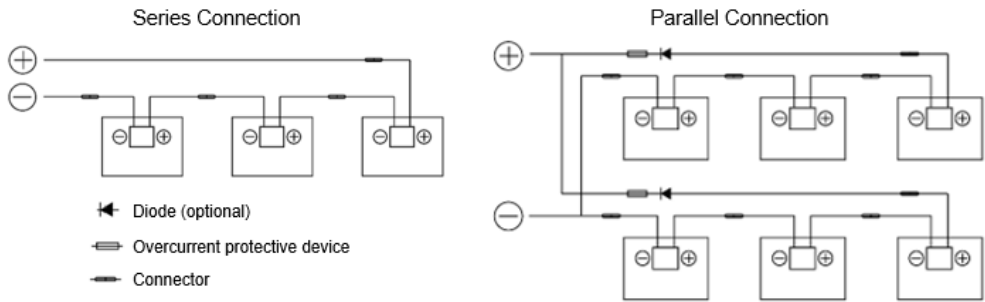 Series Connection
Parallel Connection
Diode (optional)
Overcurrent protective device
Connector